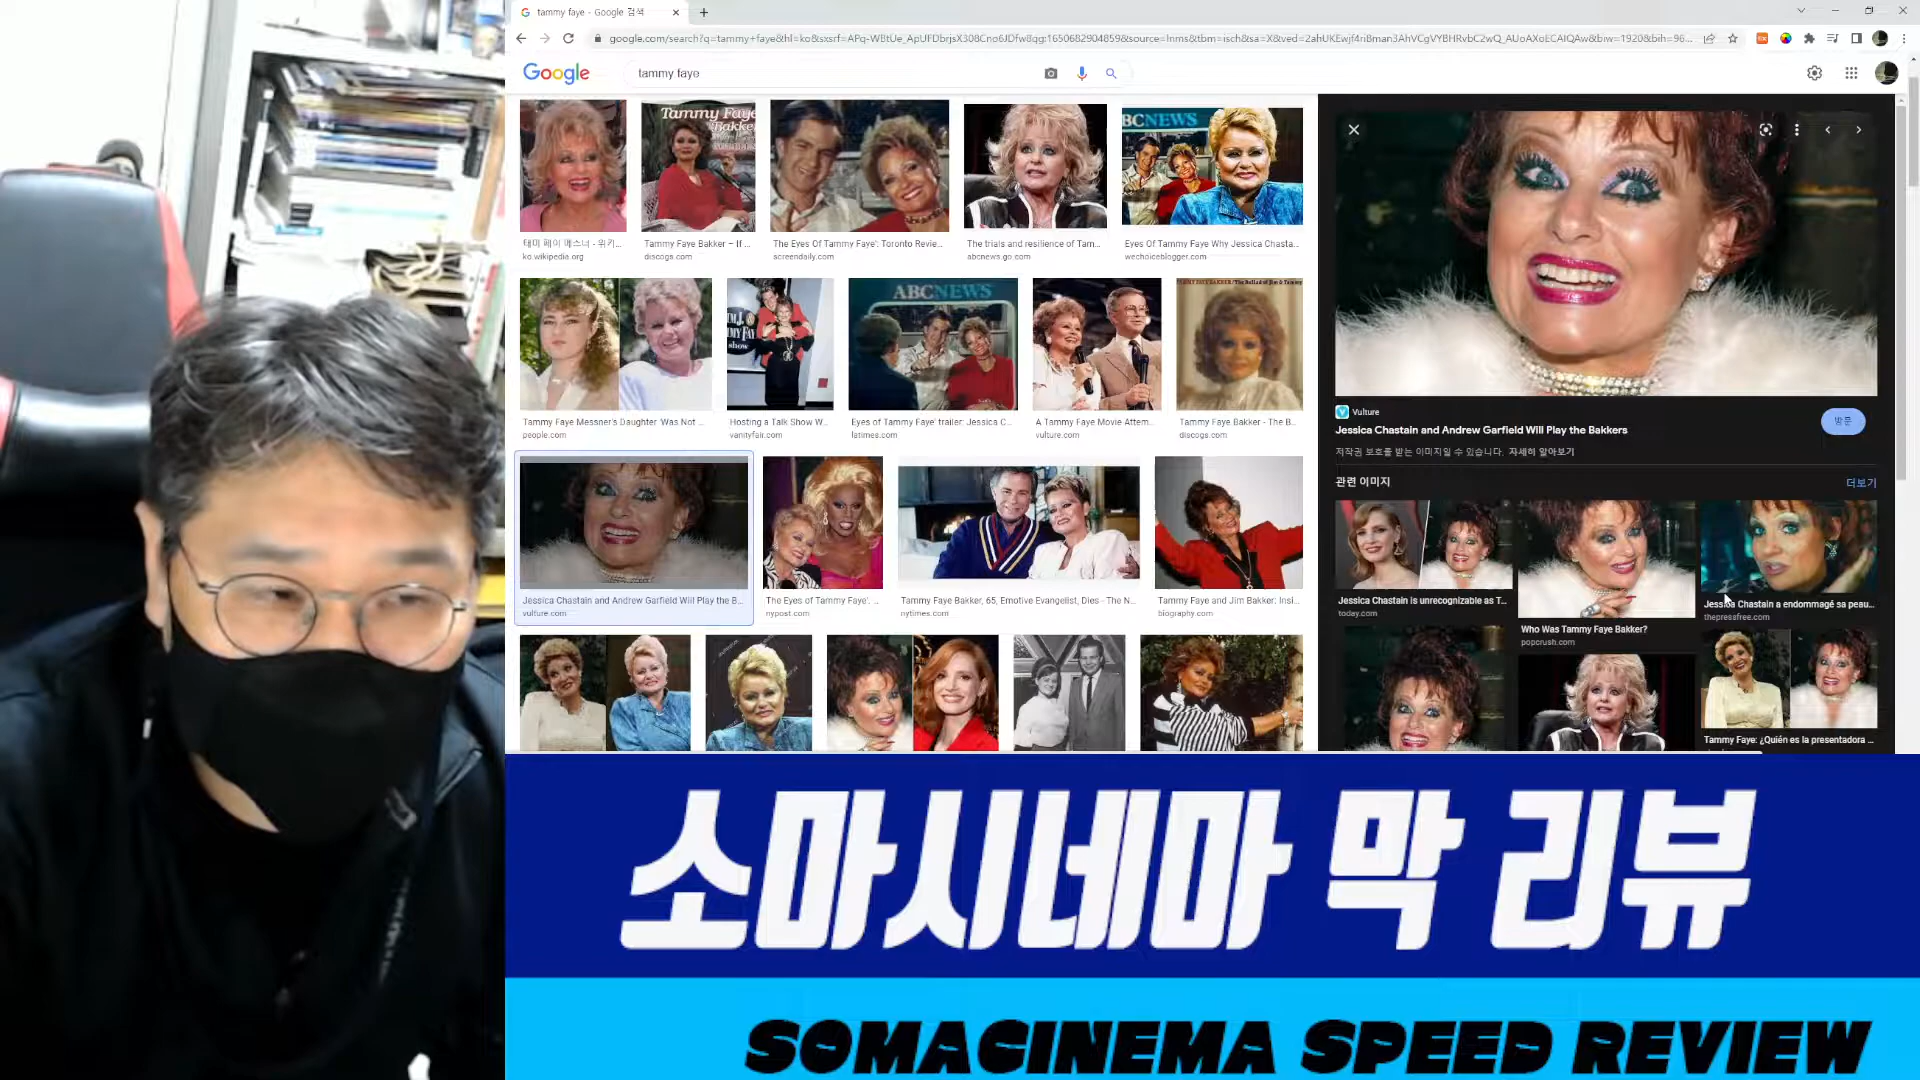 tammy faye - Google 검색
Google
tammy faye
Tammy Faye
Bakker
BC NEWS
태미 페이 메스너 - 위키...
ko.wikipedia.org
Tammy Faye Bakker – If ...
discogs.com
The Eyes Of Tammy Faye': Toronto Revie...
screendaily.com
The trials and resilience of Tam...
abcnews.go.com
Eyes Of Tammy Faye Why Jessica Chasta...
wechoiceblogger.com
ABC NEWS
show
Tammy Faye Messner's Daughter 'Was Not ...
people.com
Hosting a Talk Show W...
vanityfair.com
Eyes of Tammy Faye' trailer: Jessica C...
latimes.com
A Tammy Faye Movie Attem...
vulture.com
Tammy Faye Bakker - The B...
discogs.com
Jessica Chastain and Andrew Garfield Will Play the B...
vulture.com
The Eyes of Tammy Faye'. ...
nypost.com
Tammy Faye Bakker, 65, Emotive Evangelist, Dies - The N...
nytimes.com
Tammy Faye and Jim Bakker: Insi...
biography.com
Vulture
Jessica Chastain and Andrew Garfield Will Play the Bakkers
방문
저작권 보호를 받는 이미지일 수 있습니다. 자세히 알아보기
관련 이미지
더보기
Jessica Chastain is unrecognizable as T...
today.com
Who Was Tammy Faye Bakker?
popcrush.com
Jessica Chastain a endommagé sa peau...
thepressfree.com
Tammy Faye: ¿Quién es la presentadora ...
소마시네마 막 리뷰
SOMACINEMA SPEED REVIEW